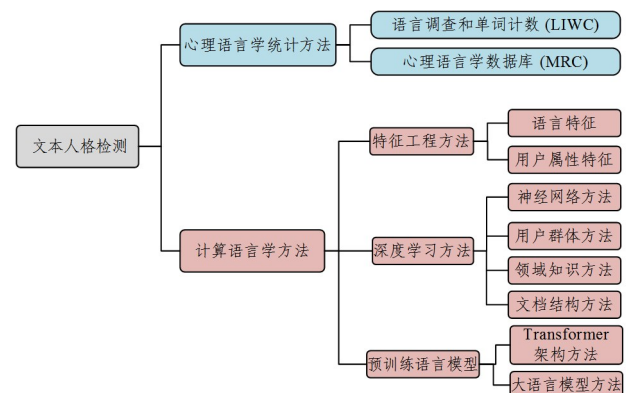 文本人格检测
心理语言学统计方法
语言调查和单词计数 (LIWC)
心理语言学数据库 (MRC)
计算语言学方法
特征工程方法
语言特征
用户属性特征
深度学习方法
神经网络方法
用户群体方法
领域知识方法
文档结构方法
预训练语言模型
Transformer
架构方法
大语言模型方法